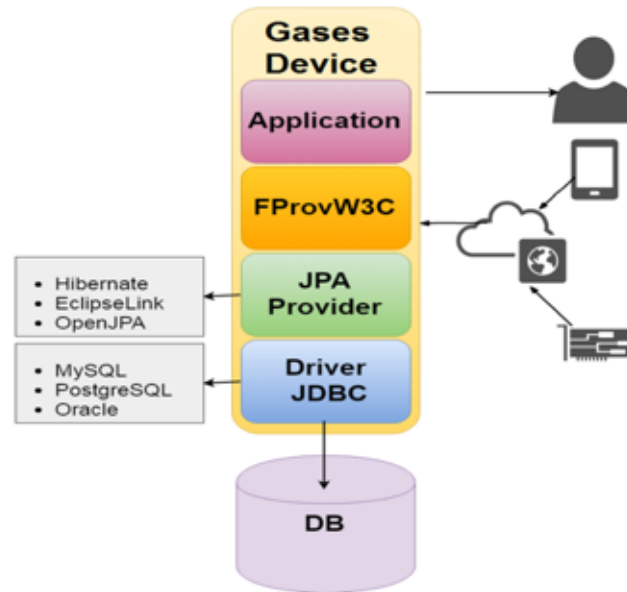 Gases
Device
Application
FProvW3C
JPA
Provider
• Hibernate
• EclipseLink
• OpenJPA
Driver
JDBC
• MySQL
• PostgreSQL
• Oracle
DB